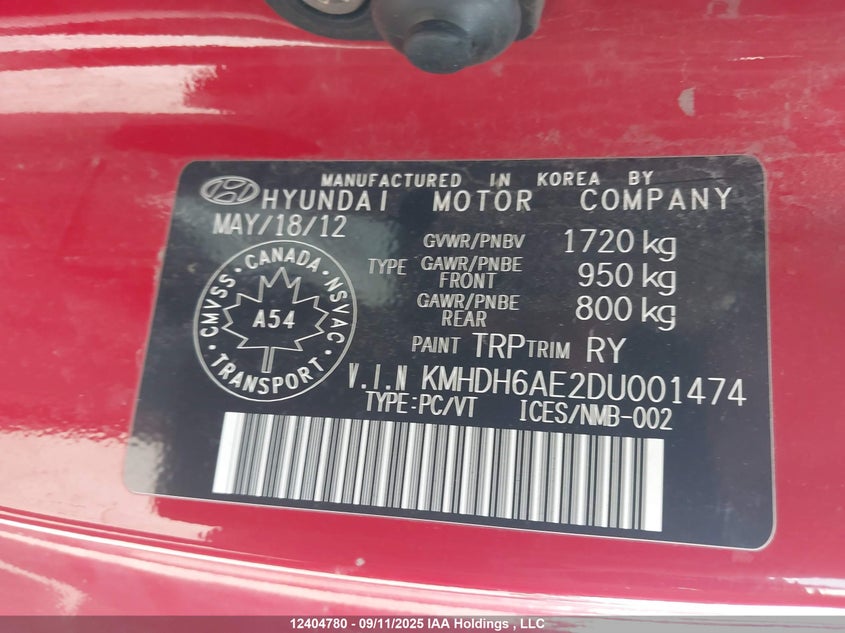 MANUFACTURED IN KOREA BY
HYUNDAI MOTOR COMPANY
MAY/18/12
GVWR/PNBV 1720 kg
TYPE GAWR/PNBE FRONT 950 kg
GAWR/PNBE REAR 800 kg
PAINT TRP TRIM RY
CMVSS · CANADA · NSVAC · TRANSPORT ·
A54
V.I.N KMHDH6AE2DU001474
TYPE:PC/VT ICES/NMB-002
12404780 - 09/11/2025 IAA Holdings , LLC